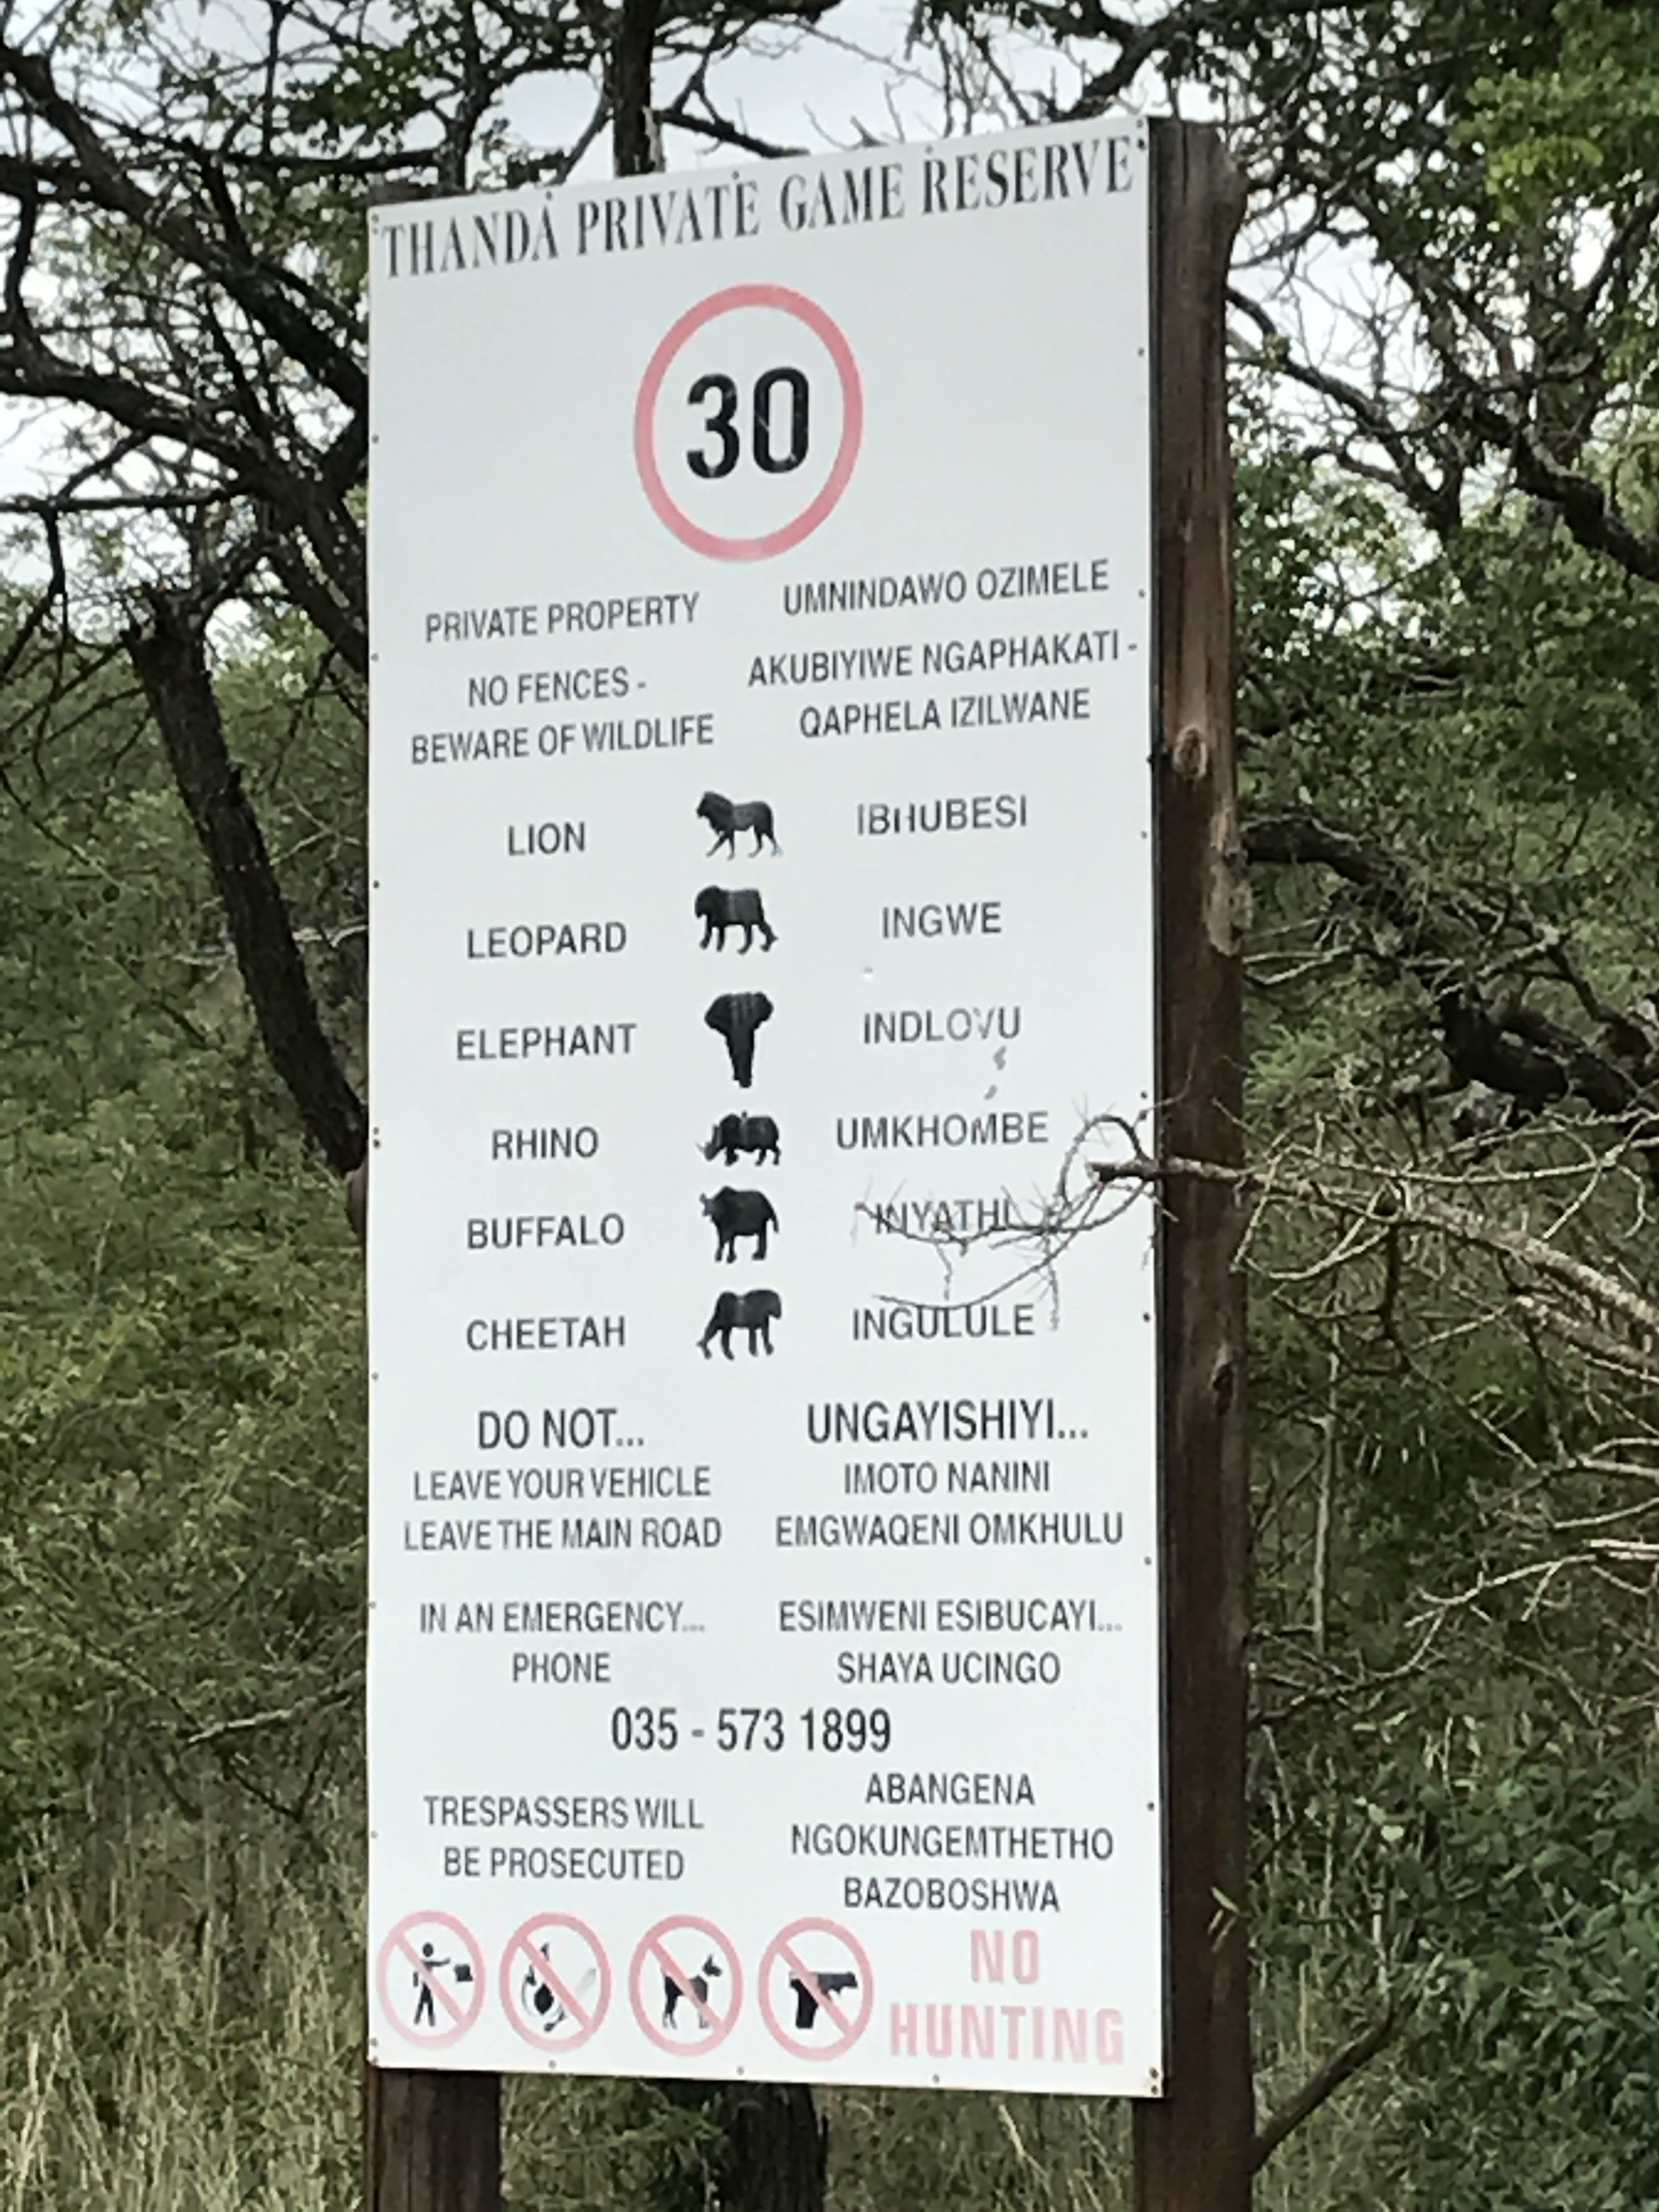 THANDA PRIVATE GAME RESERVE
30
PRIVATE PROPERTY
UMNINDAWO OZIMELE
NO FENCES -
BEWARE OF WILDLIFE
AKUBIYIWE NGAPHAKATI -
QAPHELA IZILWANE
LION IBHUBESI
LEOPARD INGWE
ELEPHANT INDLOVU
RHINO UMKHOMBE
BUFFALO INYATHI
CHEETAH INGULULE
DO NOT...
LEAVE YOUR VEHICLE
LEAVE THE MAIN ROAD
UNGAYISHIYI...
IMOTO NANINI
EMGWAQENI OMKHULU
IN AN EMERGENCY...
PHONE
ESIMWENI ESIBUCAYI...
SHAYA UCINGO
035 - 573 1899
TRESPASSERS WILL
BE PROSECUTED
ABANGENA
NGOKUNGEMTHETHO
BAZOBOSHWA
NO
HUNTING